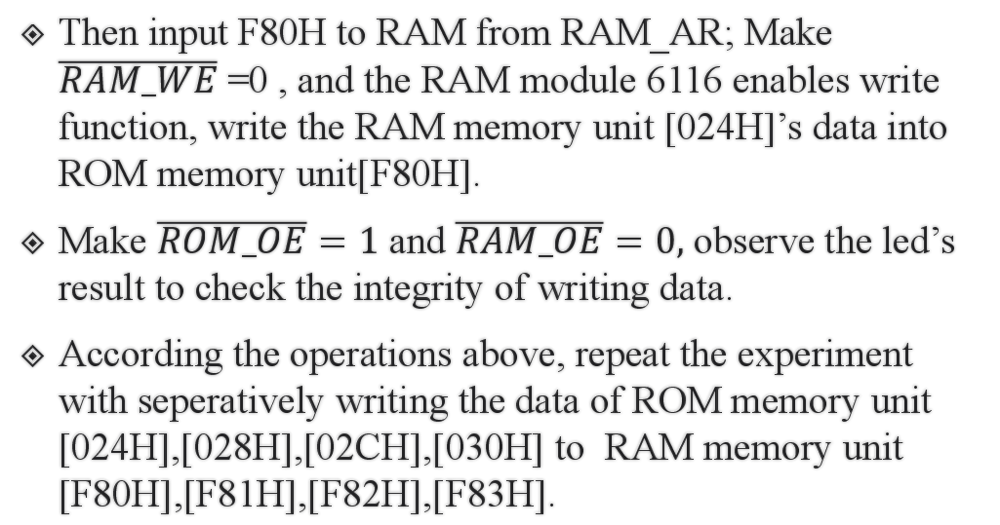 Then input F80H to RAM from RAM_AR; Make
$\overline{RAM\_WE}$ =0 , and the RAM module 6116 enables write
function, write the RAM memory unit [024H]’s data into
ROM memory unit[F80H].
Make $\overline{ROM\_OE}$ = 1 and $\overline{RAM\_OE}$ = 0, observe the led’s
result to check the integrity of writing data.
According the operations above, repeat the experiment
with seperatively writing the data of ROM memory unit
[024H],[028H],[02CH],[030H] to RAM memory unit
[F80H],[F81H],[F82H],[F83H].